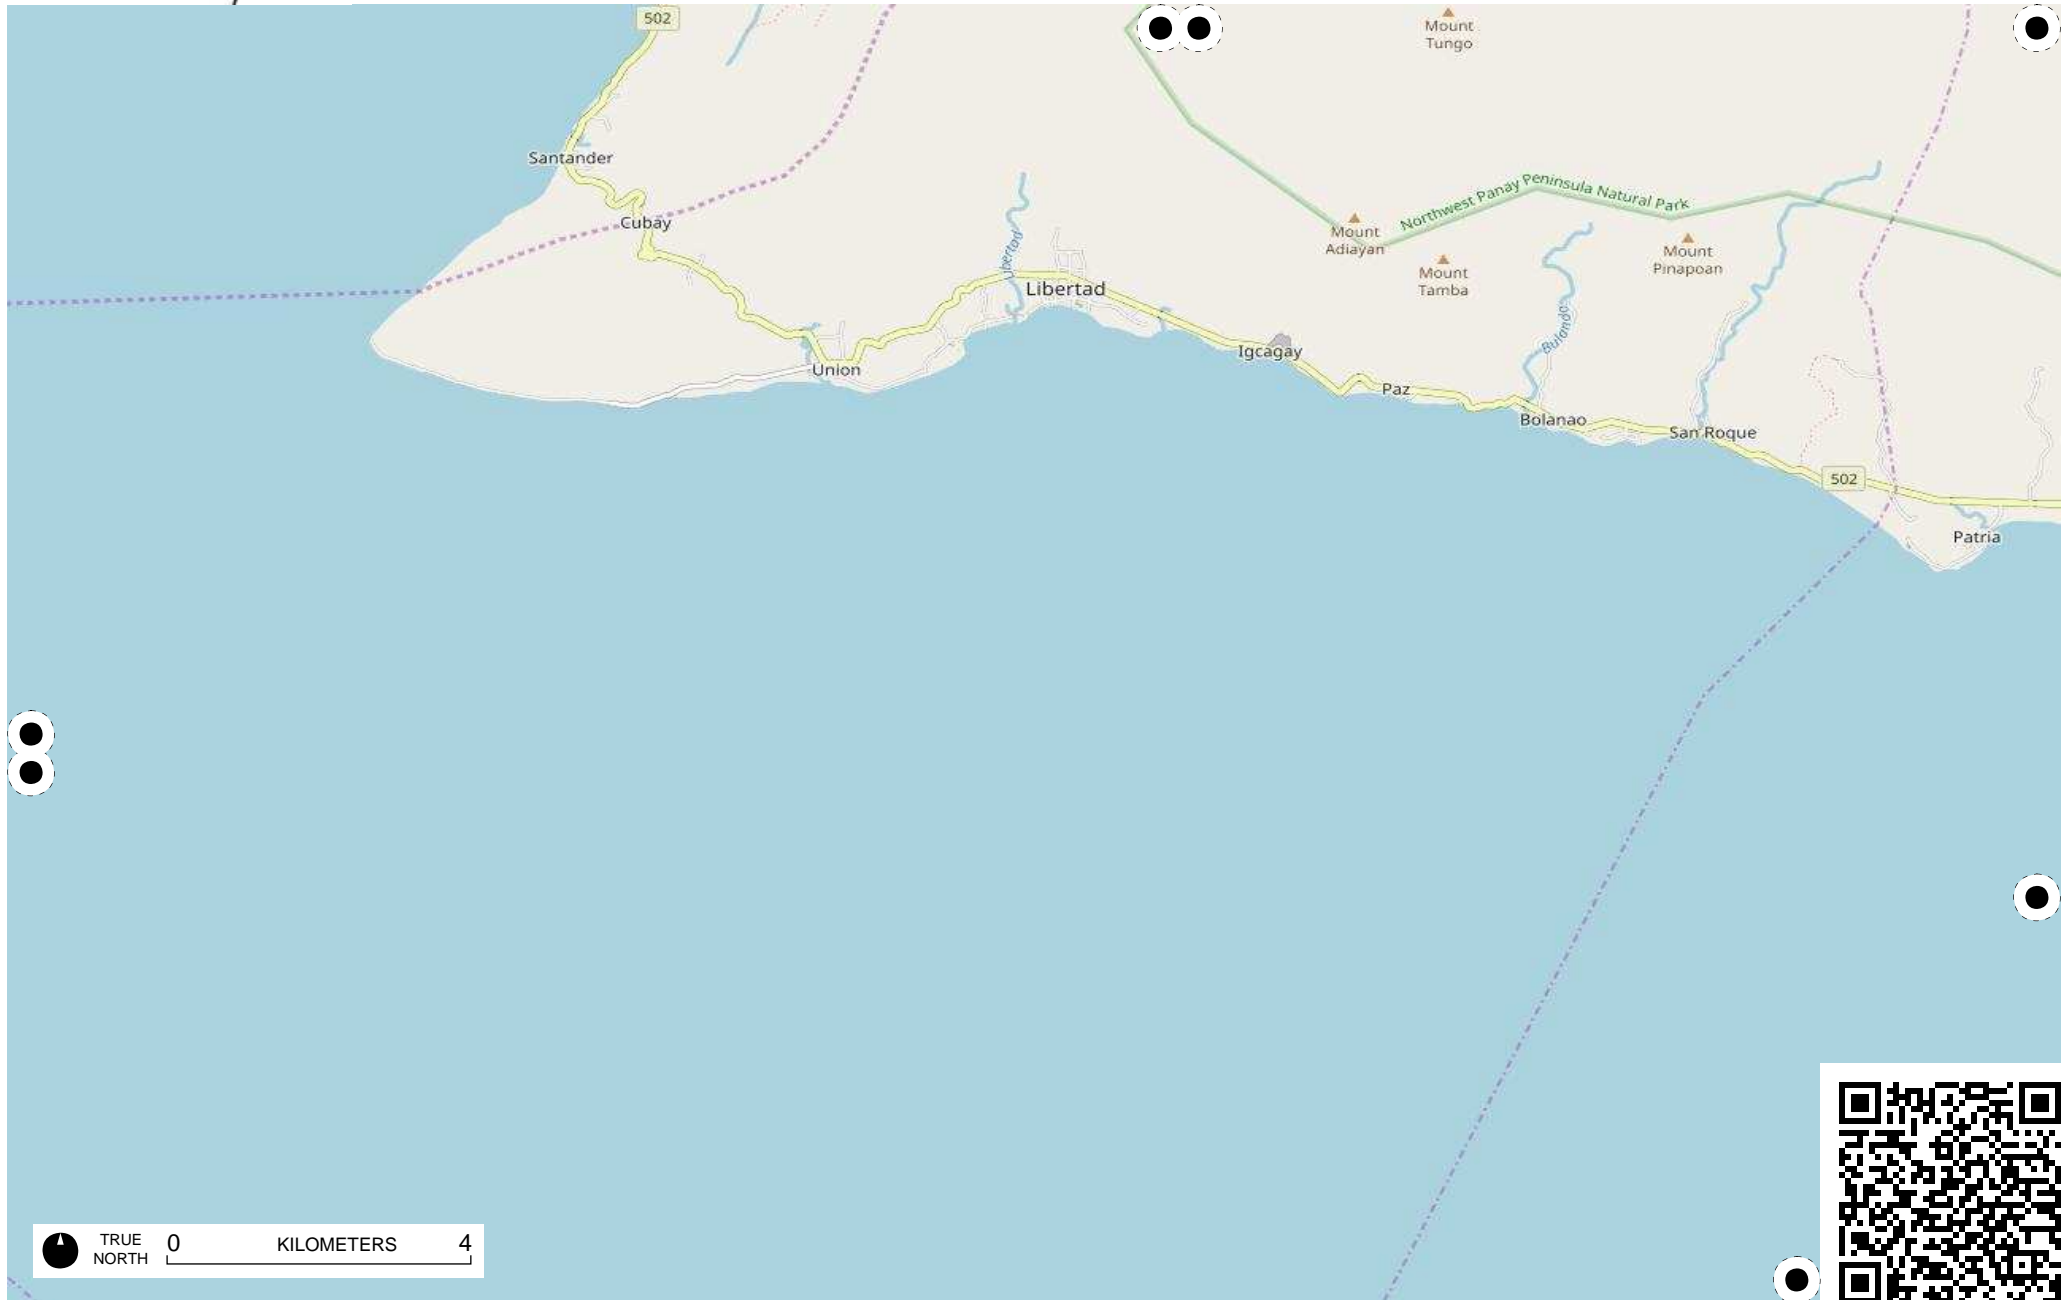 502
Mount
Tungo
Santander
Cubay
Libertad
Northwest Panay Peninsula Natural Park
Mount
Adiayan
Mount
Tamba
Mount
Pinapoan
Libertad
Bulanao
Igcagay
Union
Paz
Bolanao
San Roque
502
Patria
TRUE
NORTH
0 KILOMETERS 4